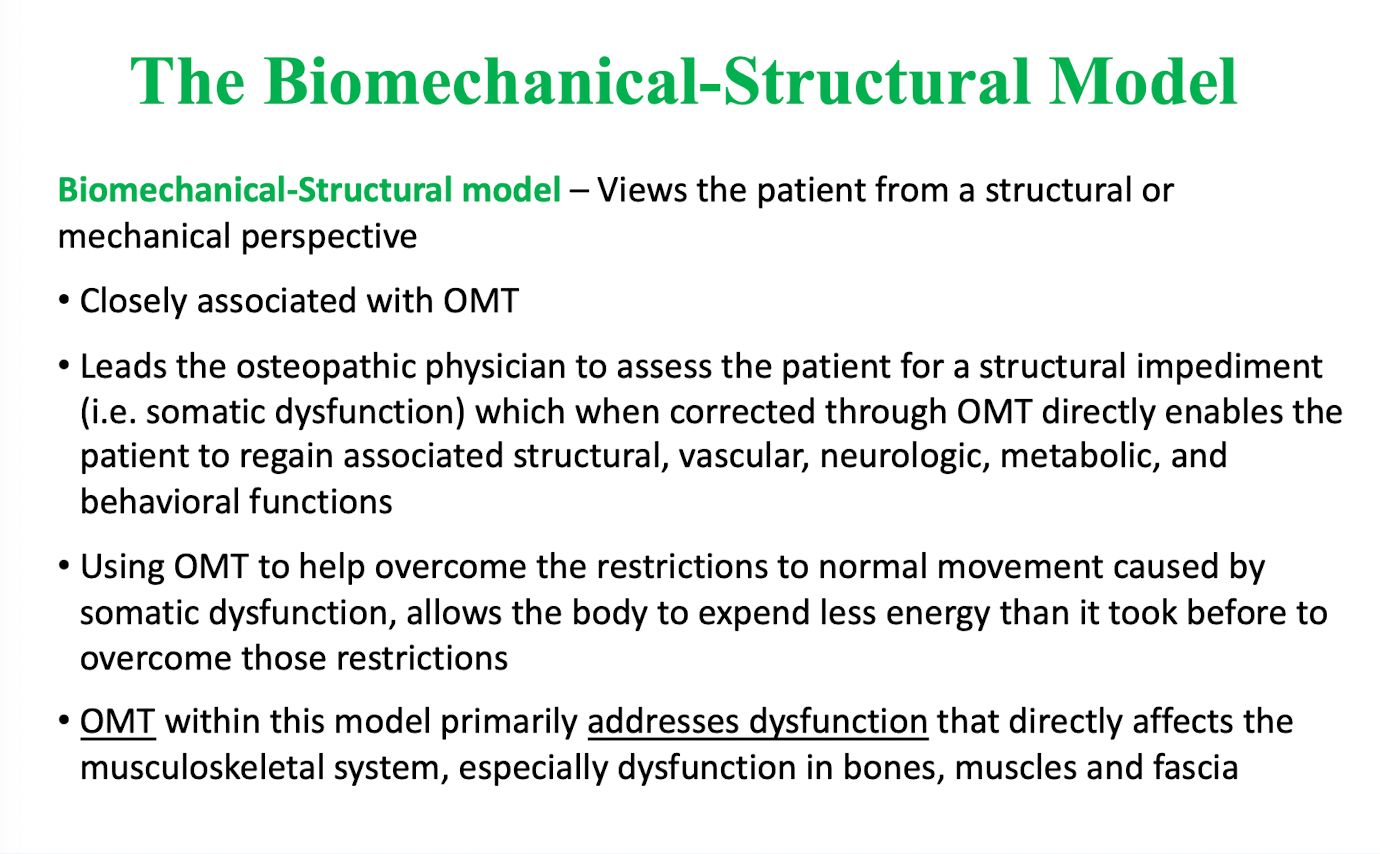 The Biomechanical-Structural Model
Biomechanical-Structural model – Views the patient from a structural or
mechanical perspective
• Closely associated with OMT
• Leads the osteopathic physician to assess the patient for a structural impediment
(i.e. somatic dysfunction) which when corrected through OMT directly enables the
patient to regain associated structural, vascular, neurologic, metabolic, and
behavioral functions
• Using OMT to help overcome the restrictions to normal movement caused by
somatic dysfunction, allows the body to expend less energy than it took before to
overcome those restrictions
• OMT within this model primarily addresses dysfunction that directly affects the
musculoskeletal system, especially dysfunction in bones, muscles and fascia